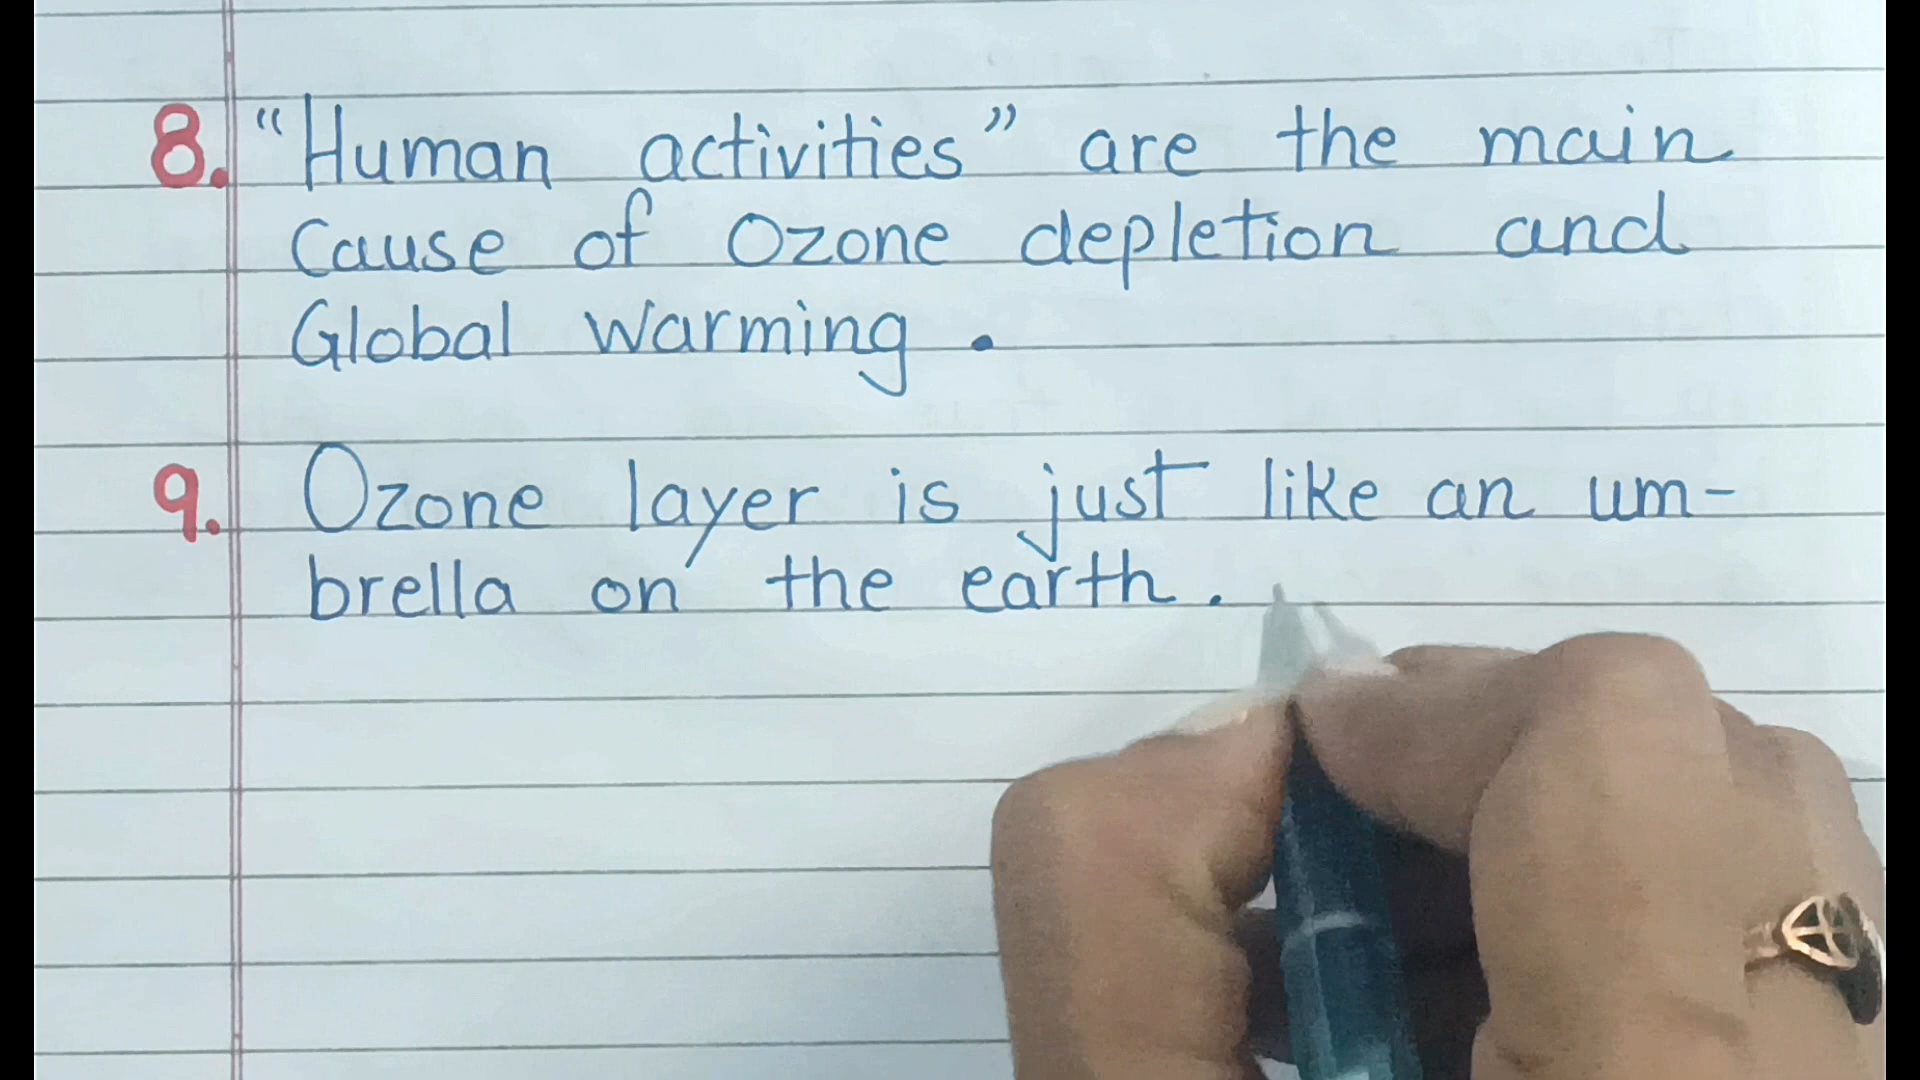 8. “Human activities” are the main
Cause of Ozone depletion and
Global warming.
9. Ozone layer is just like an um-
brella on the earth.